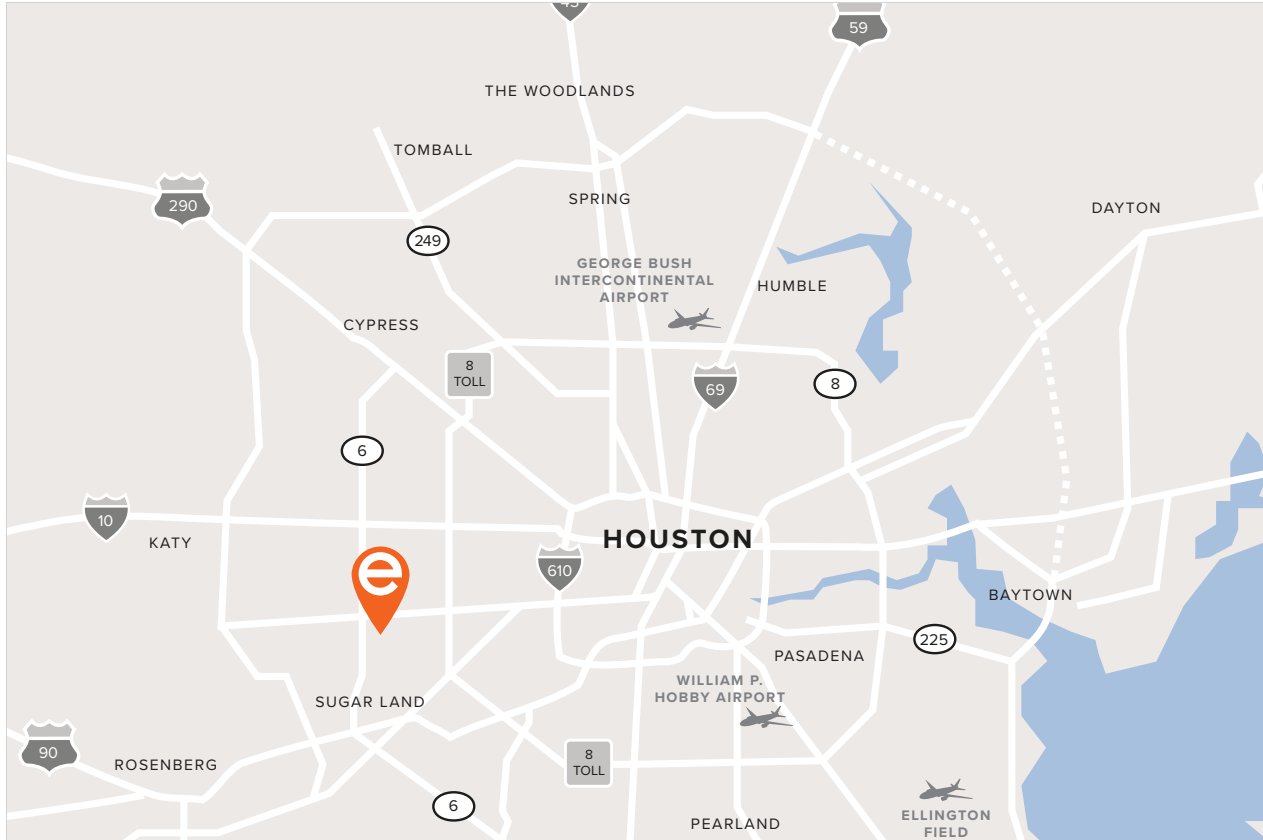 45
59
THE WOODLANDS
TOMBALL
290
SPRING
DAYTON
249
GEORGE BUSH
INTERCONTINENTAL
AIRPORT
HUMBLE
CYPRESS
8
TOLL
69
8
6
10
KATY
HOUSTON
610
e
BAYTOWN
225
PASADENA
WILLIAM P.
HOBBY AIRPORT
SUGAR LAND
90
ROSENBERG
8
TOLL
6
PEARLAND
ELLINGTON
FIELD